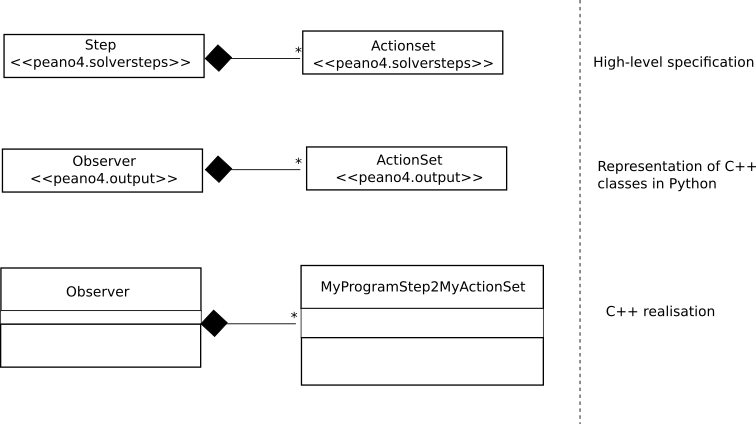 Step
<<peano4.solversteps>>
*
Actionset
<<peano4.solversteps>>
High-level specification
Observer
<<peano4.output>>
*
ActionSet
<<peano4.output>>
Representation of C++
classes in Python
Observer
*
MyProgramStep2MyActionSet
C++ realisation